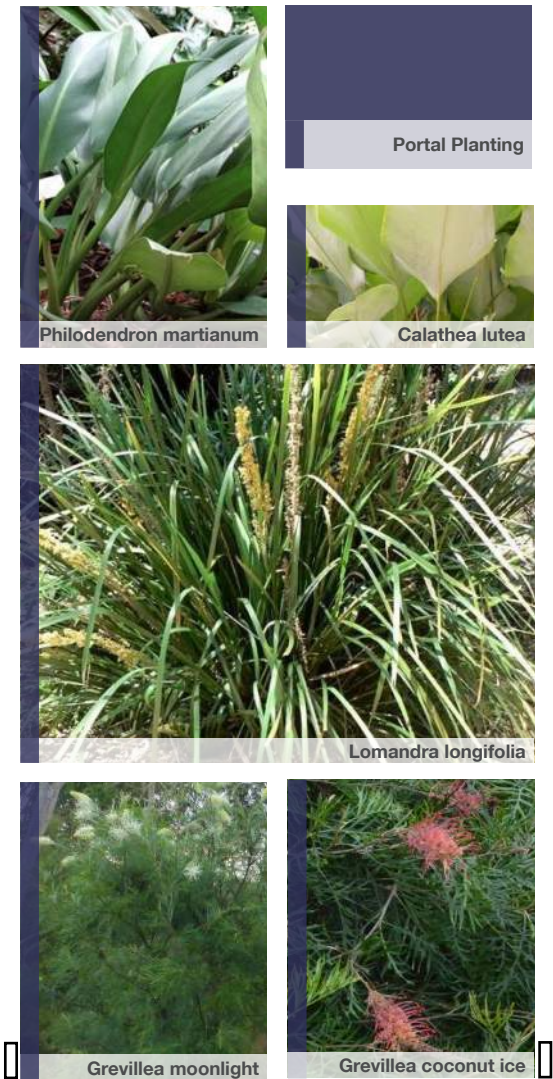 Portal Planting
Philodendron martianum
Calathea lutea
Lomandra longifolia
Grevillea moonlight
Grevillea coconut ice